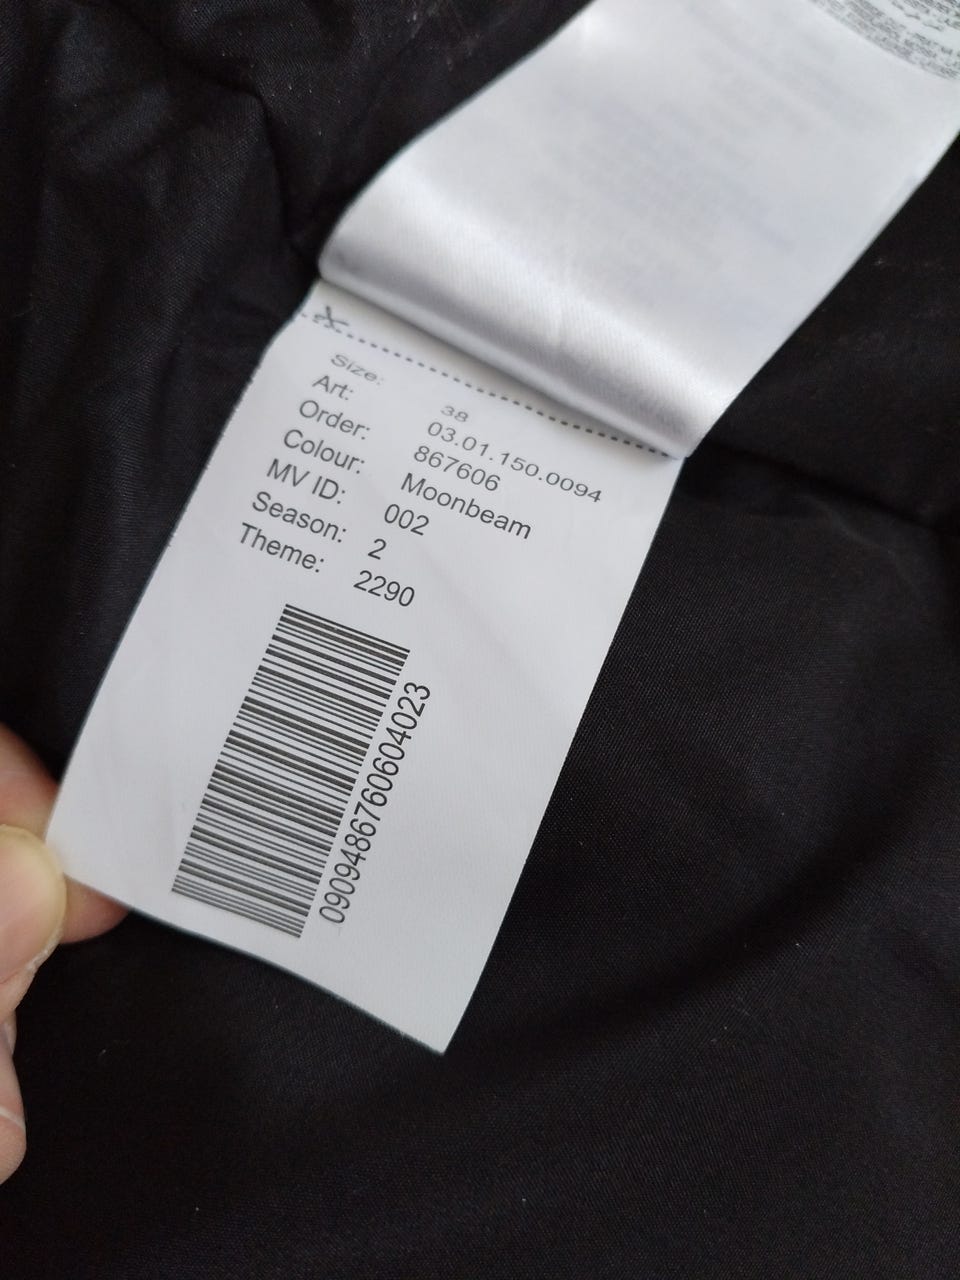 Size: 38
Art: 03.01.150.0094
Order: 867606
Colour: Moonbeam
MV ID: 002
Season: 2
Theme: 2290
0909486760604023